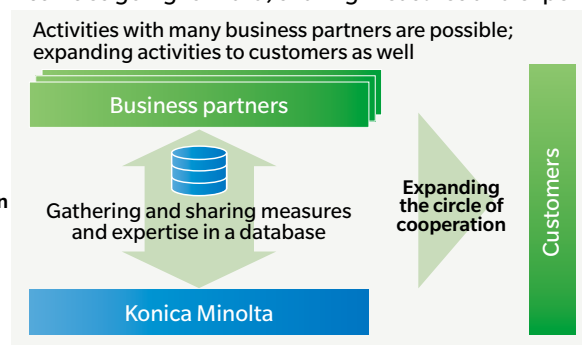 Activities with many business partners are possible;
expanding activities to customers as well
Business partners
Gathering and sharing measures
and expertise in a database
Konica Minolta
Expanding
the circle of
cooperation
Customers